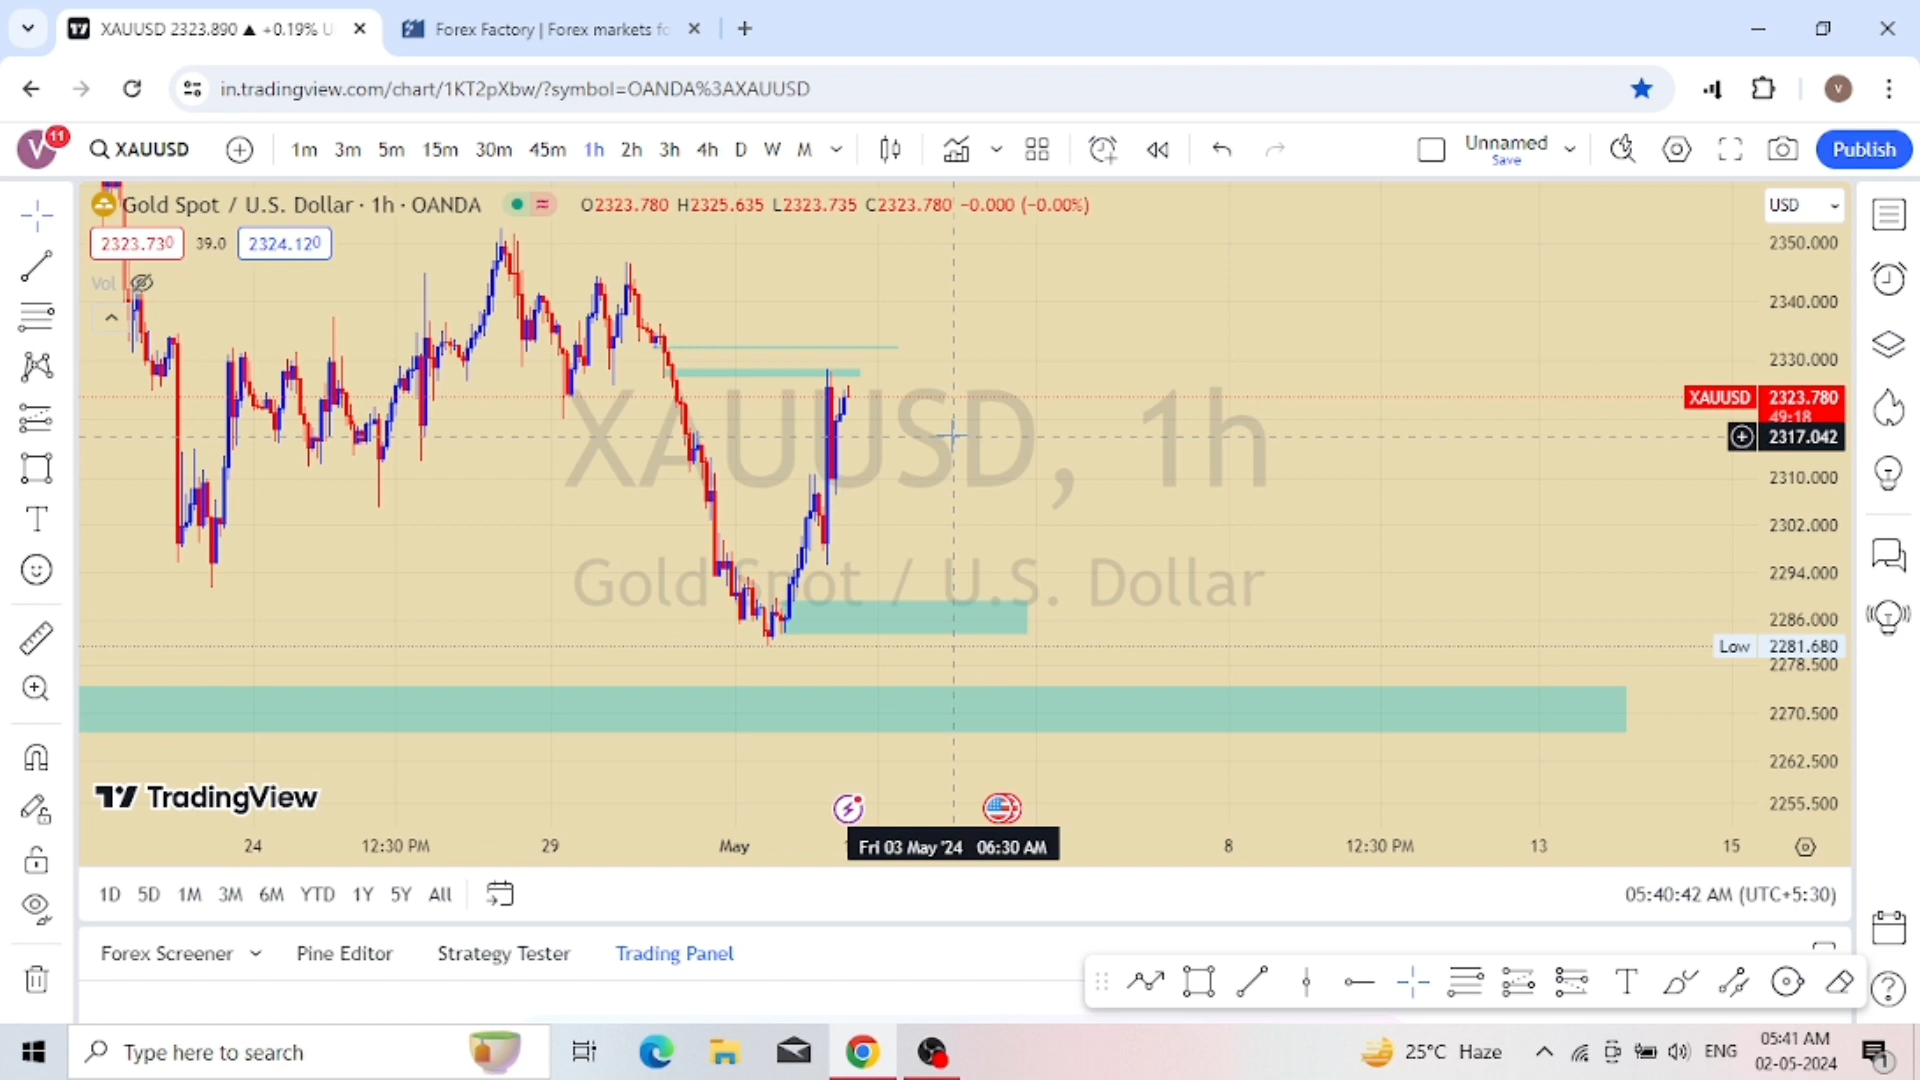 XAUUSD 2323.890 ▲ +0.19% U
Forex Factory | Forex markets fo
in.tradingview.com/chart/1KT2pXbw/?symbol=OANDA%3AXAUUSD
V
11
XAUUSD
1m 3m 5m 15m 30m 45m 1h 2h 3h 4h D W M
Unnamed
Save
Publish
Gold Spot / U.S. Dollar · 1h · OANDA
O2323.780 H2325.635 L2323.735 C2323.780 −0.000 (−0.00%)
USD
2323.730 39.0 2324.120
Vol
2350.000
2340.000
2330.000
XAUUSD 2323.780
49:18
2317.042
2310.000
2302.000
2294.000
2286.000
Low 2281.680
2278.500
2270.500
2262.500
2255.500
XAUUSD, 1h
Gold Spot / U.S. Dollar
TradingView
24 12:30 PM 29 May Fri 03 May '24 06:30 AM 8 12:30 PM 13 15
1D 5D 1M 3M 6M YTD 1Y 5Y All
05:40:42 AM (UTC+5:30)
Forex Screener Pine Editor Strategy Tester Trading Panel
Type here to search
25°C Haze
ENG
05:41 AM
02-05-2024
1